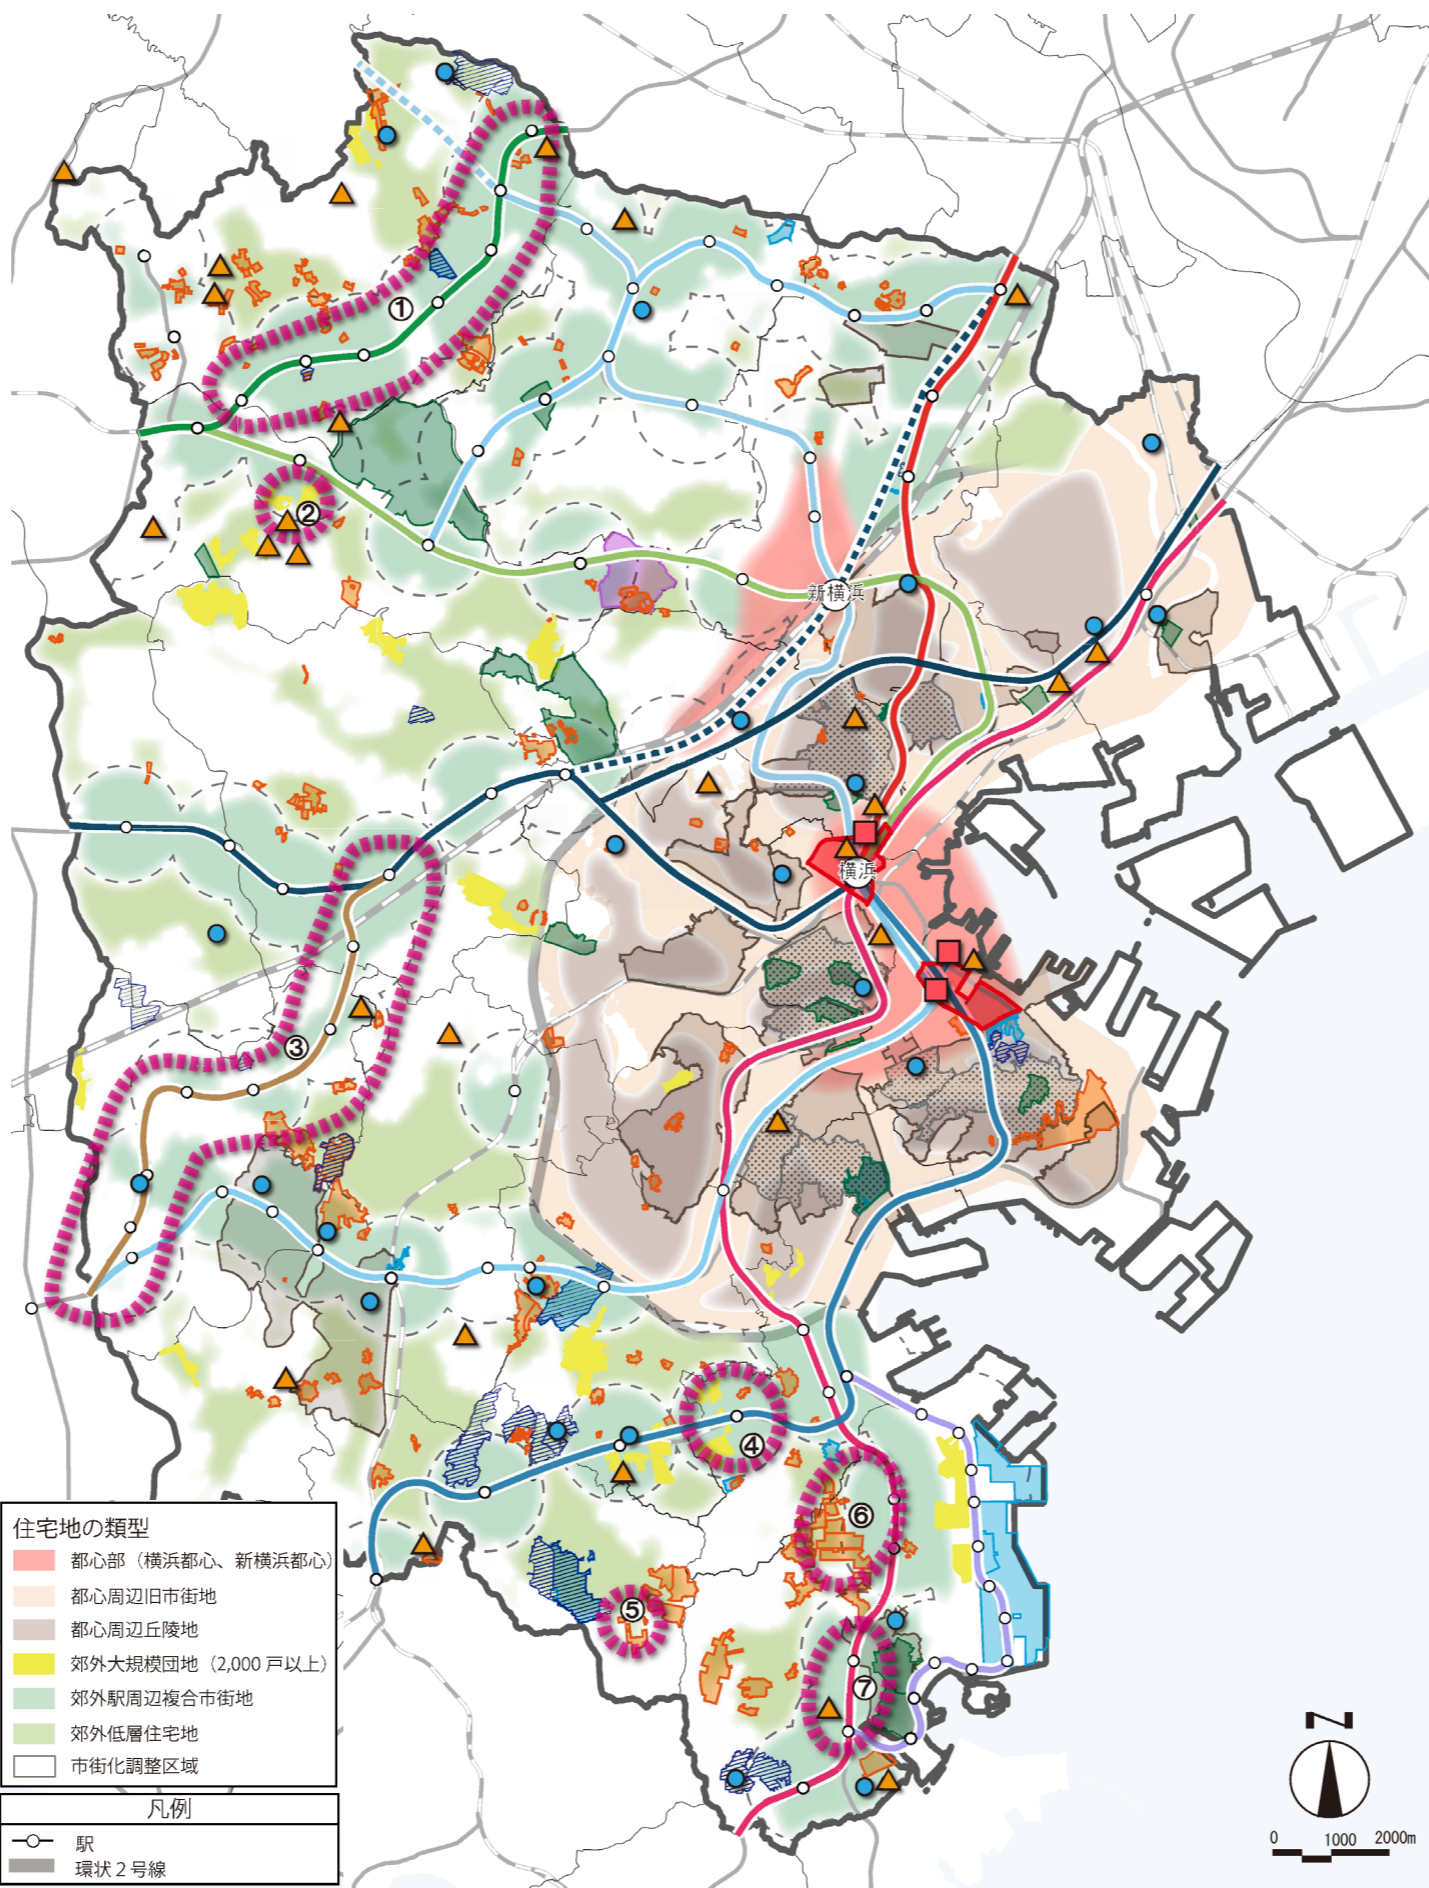 ①
②
新横浜
横浜
③
④
⑥
⑤
⑦
住宅地の類型
都心部（横浜都心、新横浜都心）
都心周辺旧市街地
都心周辺丘陵地
郊外大規模団地（2,000 戸以上）
郊外駅周辺複合市街地
郊外低層住宅地
市街化調整区域
凡例
駅
環状２号線
N
0 1000 2000m